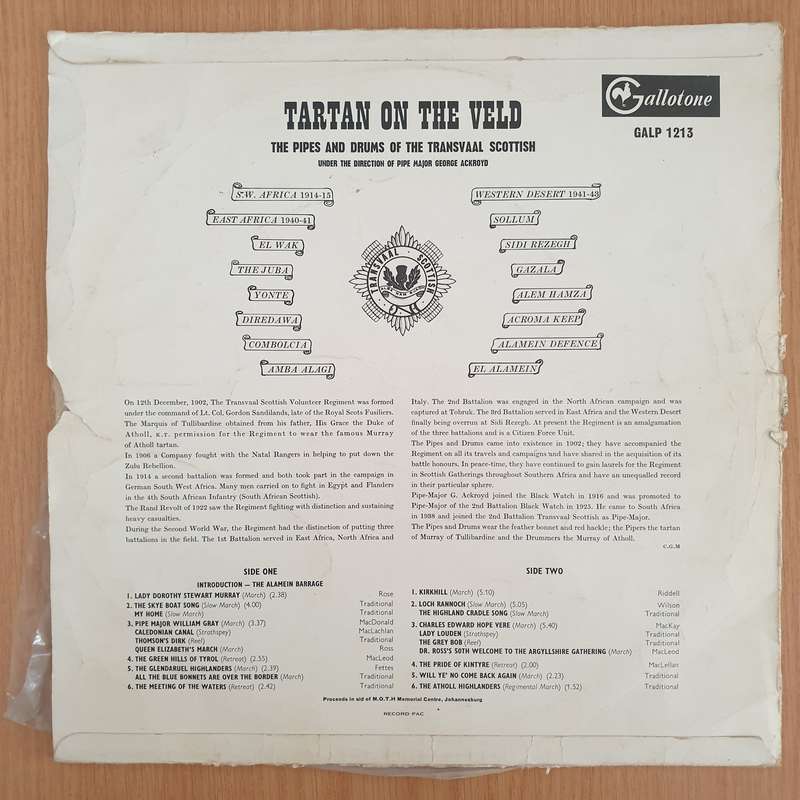 Gallotone
GALP 1213
TARTAN ON THE VELD
THE PIPES AND DRUMS OF THE TRANSVAAL SCOTTISH
UNDER THE DIRECTION OF PIPE MAJOR GEORGE ACKROYD
S.W. AFRICA 1914-15
EAST AFRICA 1940-41
EL WAK
THE JUBA
YONTE
DIREDAWA
COMBOLCIA
AMBA ALAGI
TRANSVAAL SCOTTISH
WESTERN DESERT 1941-43
SOLLUM
SIDI REZEGH
GAZALA
ALEM HAMZA
ACROMA KEEP
ALAMEIN DEFENCE
EL ALAMEIN
On 12th December, 1902, The Transvaal Scottish Volunteer Regiment was formed
under the command of Lt. Col. Gordon Sandilands, late of the Royal Scots Fusiliers.
The Marquis of Tullibardine obtained from his father, His Grace the Duke of
Atholl, K.T. permission for the Regiment to wear the famous Murray
of Atholl tartan.
In 1906 a Company fought with the Natal Rangers in helping to put down the
Zulu Rebellion.
In 1914 a second battalion was formed and both took part in the campaign in
German South West Africa. Many men carried on to fight in Egypt and Flanders
in the 4th South African Infantry (South African Scottish).
The Rand Revolt of 1922 saw the Regiment fighting with distinction and sustaining
heavy casualties.
During the Second World War, the Regiment had the distinction of putting three
battalions in the field. The 1st Battalion served in East Africa, North Africa and
Italy. The 2nd Battalion was engaged in the North African campaign and was
captured at Tobruk. The 3rd Battalion served in East Africa and the Western Desert
finally being overrun at Sidi Rezegh. At present the Regiment is an amalgamation
of the three battalions and is a Citizen Force Unit.
The Pipes and Drums came into existence in 1902; they have accompanied the
Regiment on all its travels and campaigns and have shared in the acquisition of its
battle honours. In peace-time, they have continued to gain laurels for the Regiment
in Scottish Gatherings throughout Southern Africa and have an unequalled record
in their particular sphere.
Pipe-Major G. Ackroyd joined the Black Watch in 1916 and was promoted to
Pipe-Major of the 2nd Battalion Black Watch in 1925. He came to South Africa
in 1938 and joined the 2nd Battalion Transvaal Scottish as Pipe-Major.
The Pipes and Drums wear the feather bonnet and red hackle; the Pipers the tartan
of Murray of Tullibardine and the Drummers the Murray of Atholl.
C.G.M
SIDE ONE
INTRODUCTION — THE ALAMEIN BARRAGE
1. LADY DOROTHY STEWART MURRAY (March) (2.38) Rose
2. THE SKYE BOAT SONG (Slow March) (4.00) Traditional
MY HOME (Slow March) Traditional
3. PIPE MAJOR WILLIAM GRAY (March) (3.37) MacDonald
CALEDONIAN CANAL (Strathspey) MacLachlan
THOMSON'S DIRK (Reel) Traditional
QUEEN ELIZABETH'S MARCH (March) Ross
4. THE GREEN HILLS OF TYROL (Retreat) (2.55) MacLeod
5. THE GLENDARUEL HIGHLANDERS (March) (2.39) Fettes
ALL THE BLUE BONNETS ARE OVER THE BORDER (March) Traditional
6. THE MEETING OF THE WATERS (Retreat) (2.42) Traditional
SIDE TWO
1. KIRKHILL (March) (5.10) Riddell
2. LOCH RANNOCH (Slow March) (5.05) Wilson
THE HIGHLAND CRADLE SONG (Slow March) Traditional
3. CHARLES EDWARD HOPE VERE (March) (5.40) MacKay
LADY LOUDEN (Strathspey) Traditional
THE GREY BOB (Reel) Traditional
DR. ROSS'S 50TH WELCOME TO THE ARGYLLSHIRE GATHERING (March) MacLeod
4. THE PRIDE OF KINTYRE (Retreat) (2.00) MacLellan
5. WILL YE' NO COME BACK AGAIN (March) (2.23) Traditional
6. THE ATHOLL HIGHLANDERS (Regimental March) (1.52) Traditional
Proceeds in aid of M.O.T.H Memorial Centre, Johannesburg
RECORD PAC